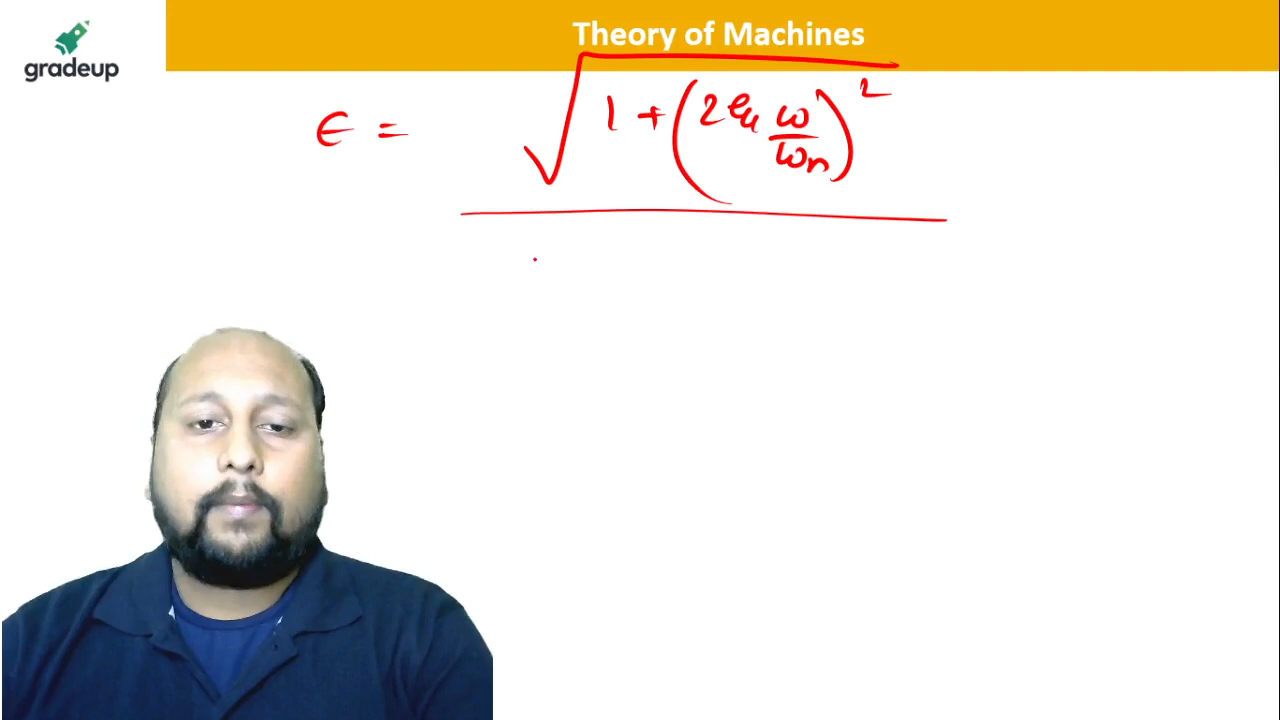 Theory of Machines
gradeup
ϵ = √(1 + (2ξ ω/ωn)²)